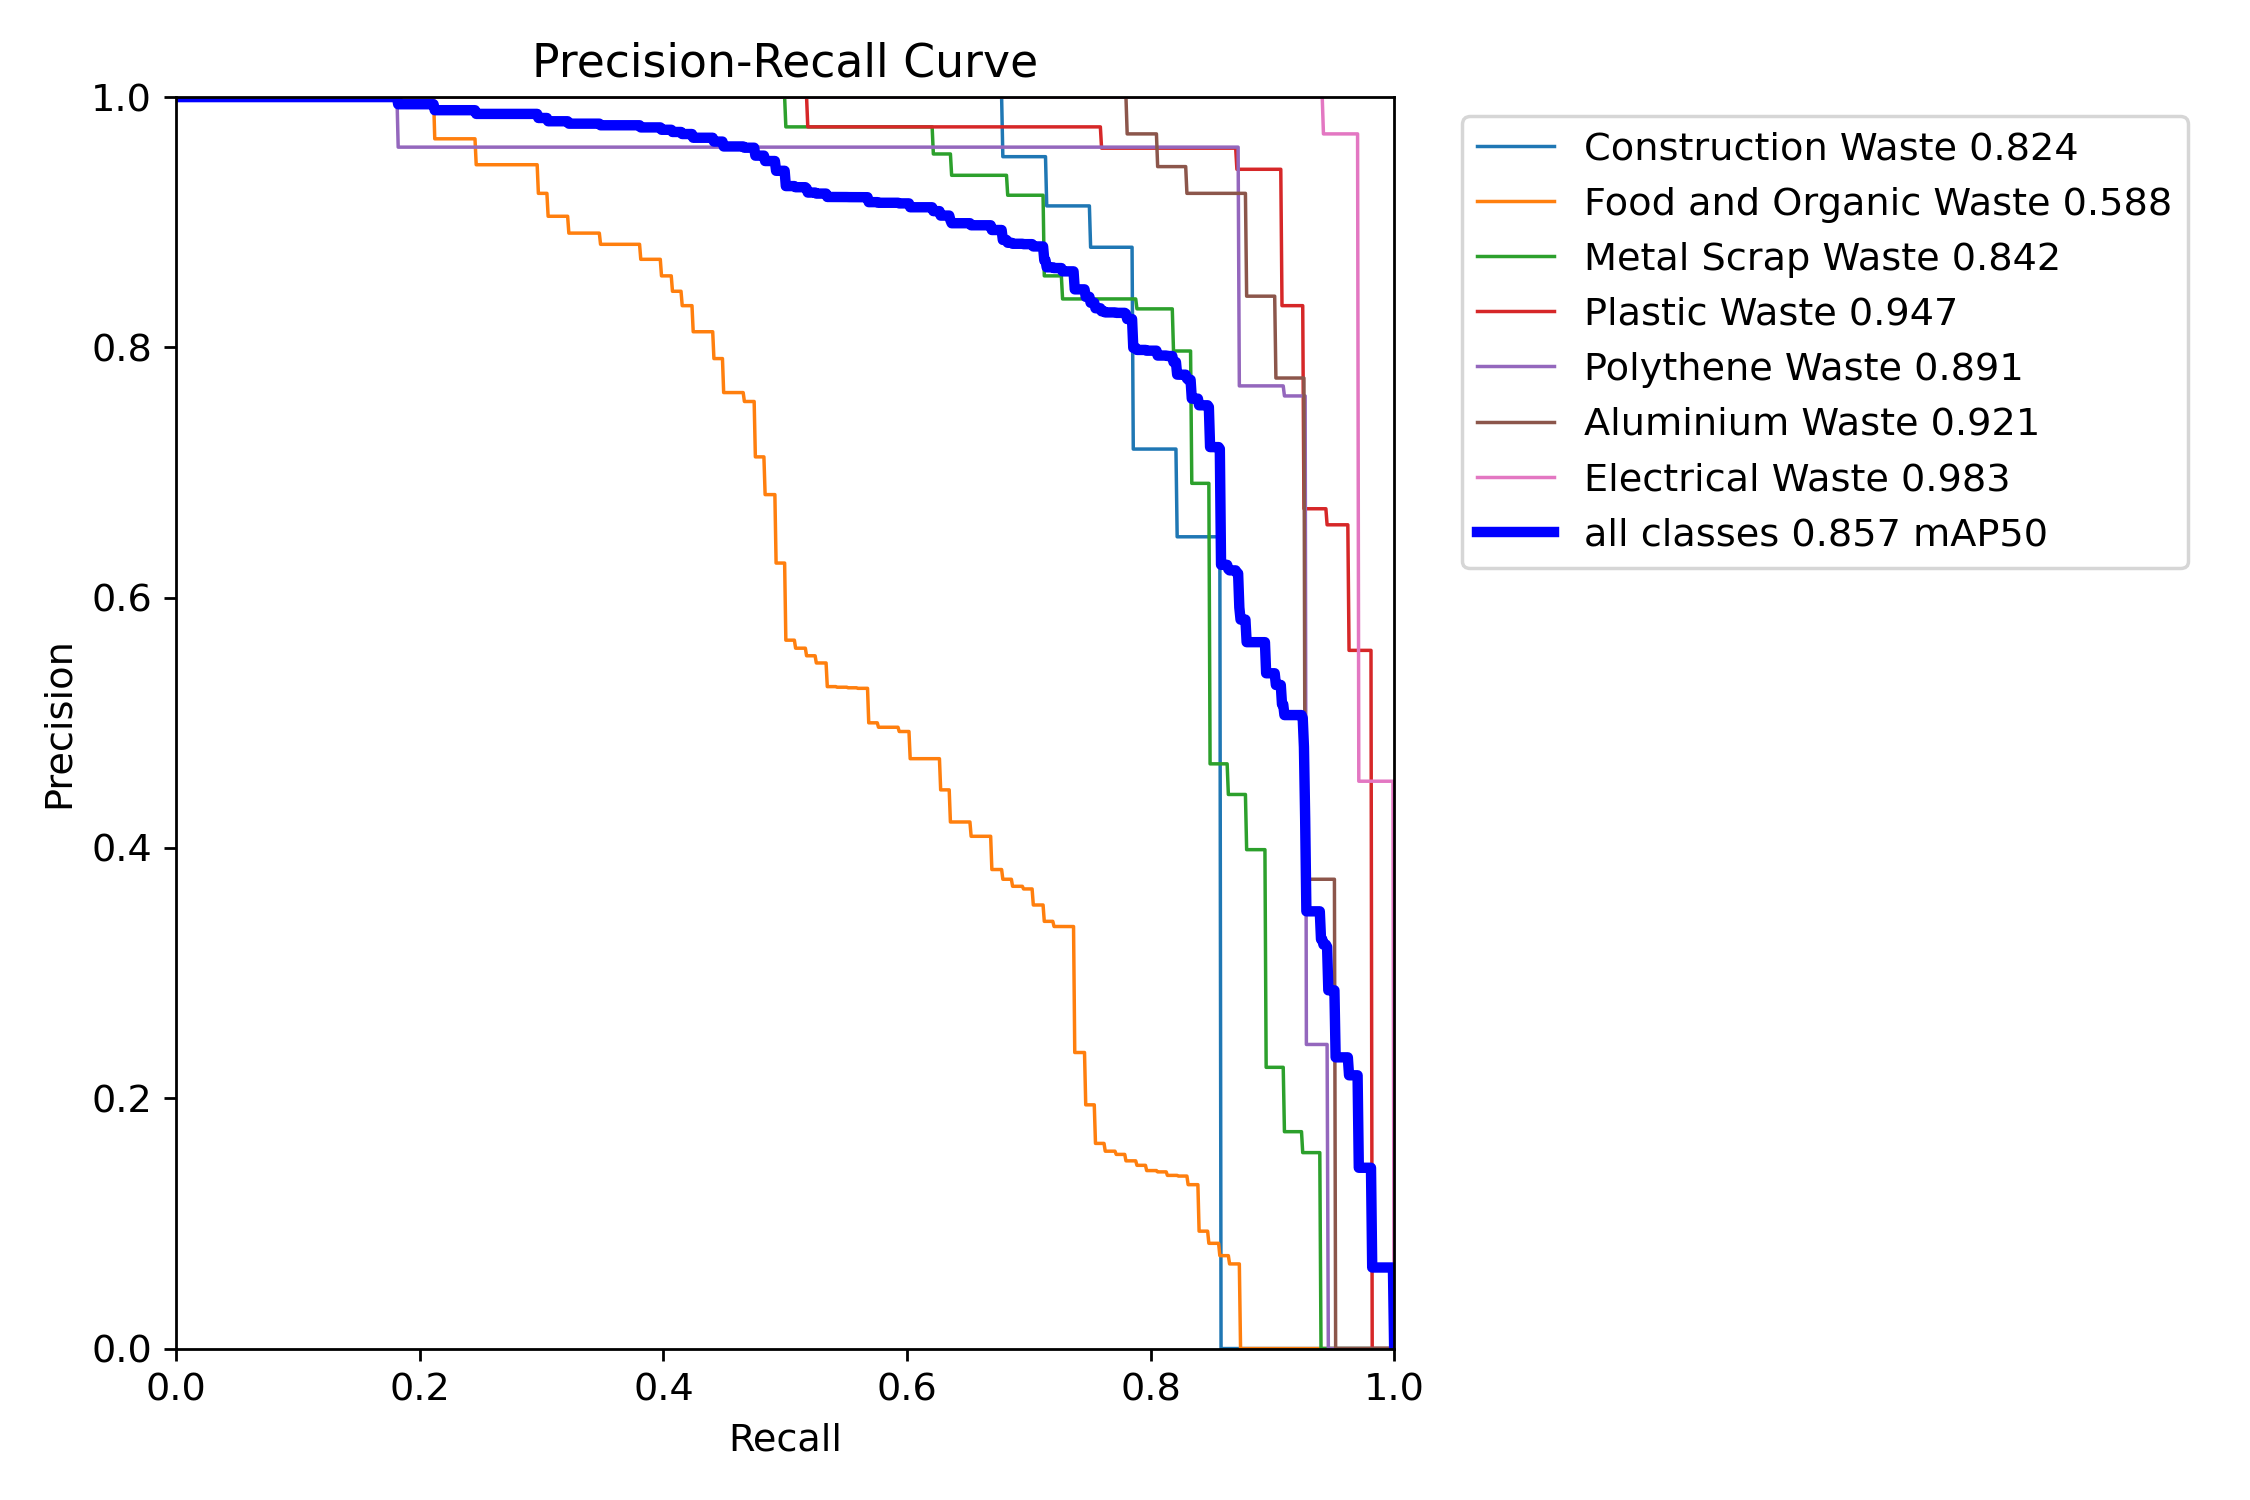 Precision-Recall Curve
1.0
0.8
0.6
0.4
0.2
0.0
Precision
0.0 0.2 0.4 0.6 0.8 1.0
Recall
Construction Waste 0.824
Food and Organic Waste 0.588
Metal Scrap Waste 0.842
Plastic Waste 0.947
Polythene Waste 0.891
Aluminium Waste 0.921
Electrical Waste 0.983
all classes 0.857 mAP50